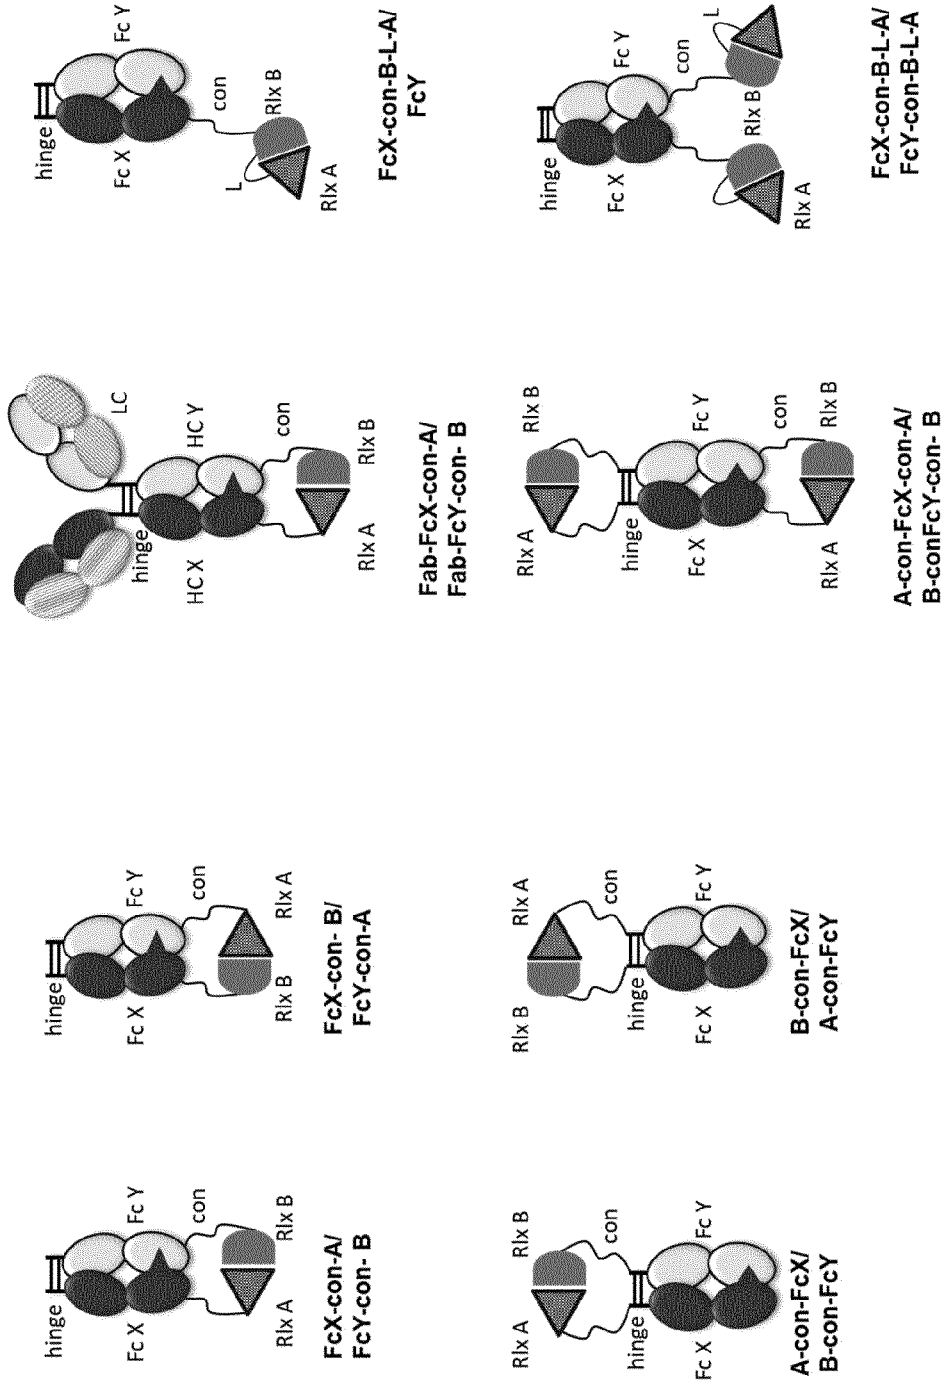 hinge
Fc X
Fc Y
con
Rlx A
Rlx B
FcX-con-A/
FcY-con- B
hinge
Fc X
Fc Y
con
Rlx B
Rlx A
FcX-con- B/
FcY-con-A
LC
hinge
HC X
HC Y
con
Rlx A
Rlx B
Fab-FcX-con-A/
Fab-FcY-con- B
hinge
Fc X
Fc Y
con
L
Rlx A
Rlx B
FcX-con-B-L-A/
FcY
Rlx A
Rlx B
con
hinge
Fc X
Fc Y
A-con-FcX/
B-con-FcY
Rlx B
Rlx A
con
hinge
Fc X
Fc Y
B-con-FcX/
A-con-FcY
Rlx A
Rlx B
hinge
Fc X
Fc Y
con
Rlx A
Rlx B
A-con-FcX-con-A/
B-conFcY-con- B
hinge
Fc X
Fc Y
con
L
Rlx B
Rlx A
FcX-con-B-L-A/
FcY-con-B-L-A